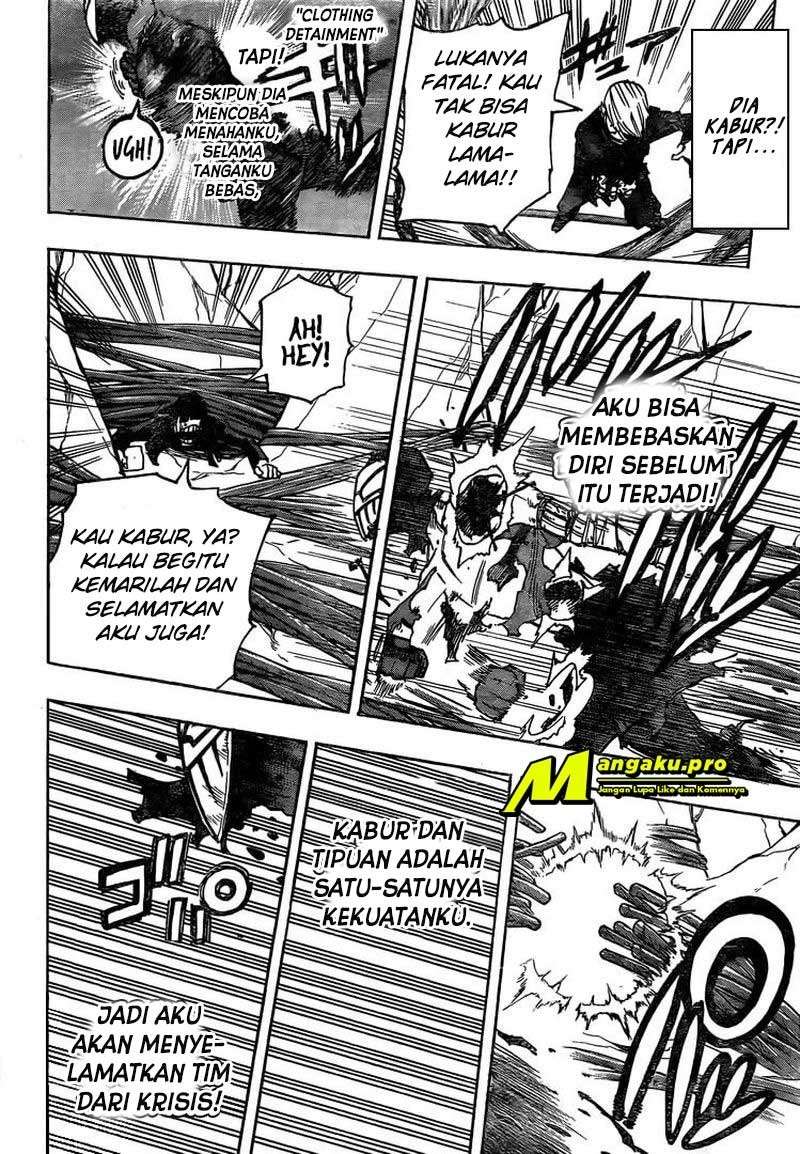 DIA
KABUR?!
TAPI...
LUKANYA
FATAL! KAU
TAK BISA
KABUR
LAMA-
LAMA!!
"CLOTHING
DETAINMENT"
TAPI!
MESKIPUN DIA
MENCOBA
MENAHANKU,
SELAMA
TANGANKU
BEBAS,
UGH!
AKU BISA
MEMBEBASKAN
DIRI SEBELUM
ITU TERJADI!
AH!
HEY!
KAU KABUR, YA?
KALAU BEGITU
KEMARILAH DAN
SELAMATKAN
AKU JUGA!
Mangaku.pro
Jangan Lupa Like dan Komennya
KABUR DAN
TIPUAN ADALAH
SATU-SATUNYA
KEKUATANKU.
JADI AKU
AKAN MENYE-
LAMATKAN TIM
DARI KRISIS!